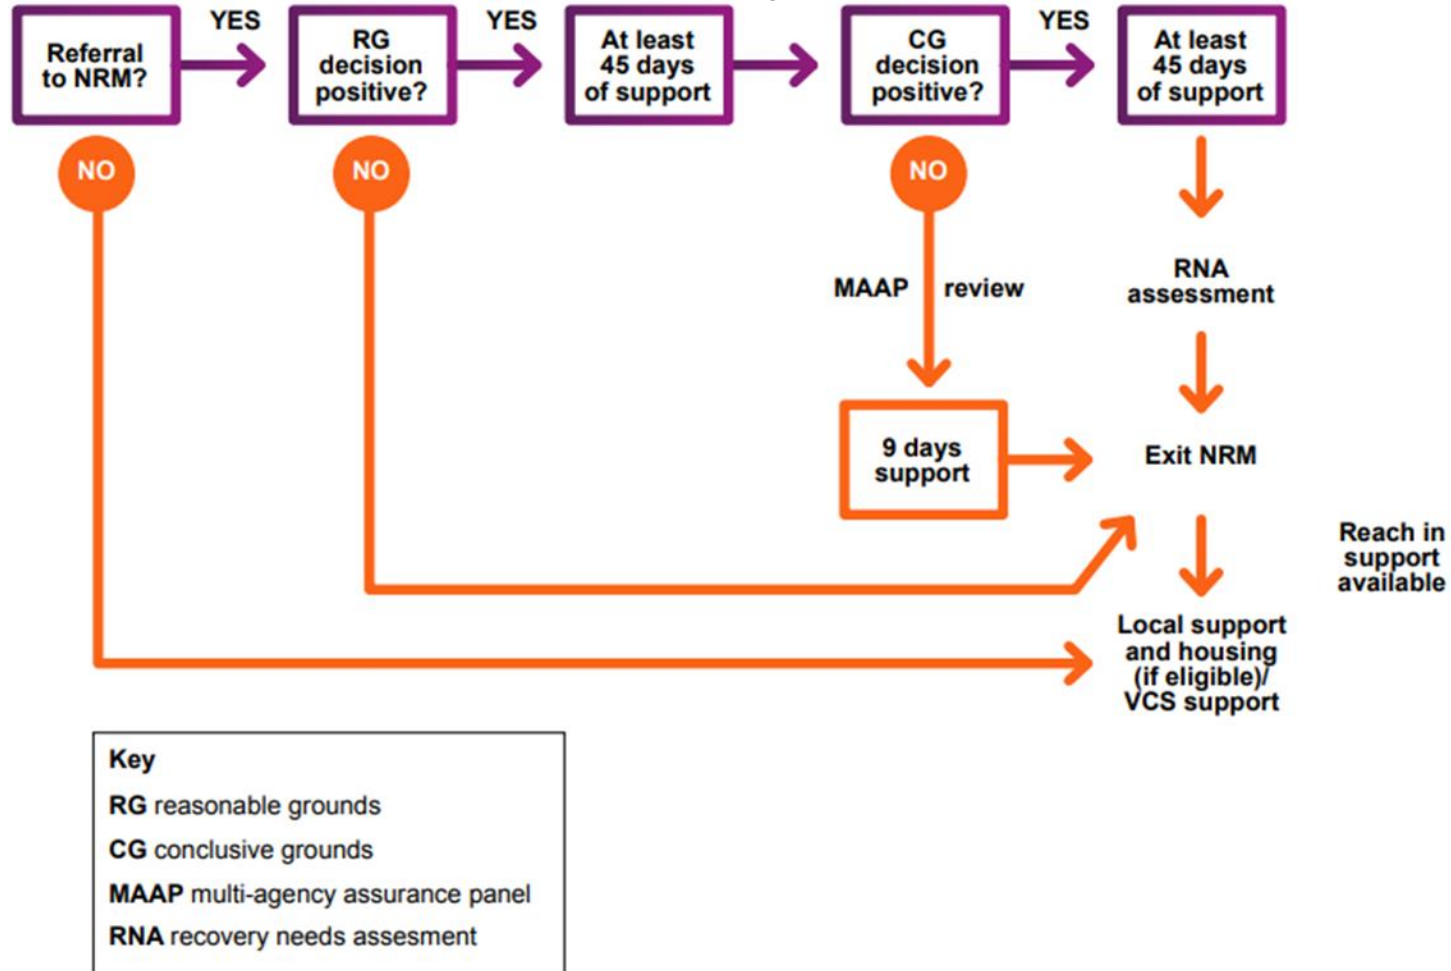 YES
YES
YES
Referral
to NRM?
RG
decision
positive?
At least
45 days
of support
CG
decision
positive?
At least
45 days
of support
NO
NO
NO
MAAP review
RNA
assessment
9 days
support
Exit NRM
Reach in
support
available
Local support
and housing
(if eligible)/
VCS support
Key
RG reasonable grounds
CG conclusive grounds
MAAP multi-agency assurance panel
RNA recovery needs assesment